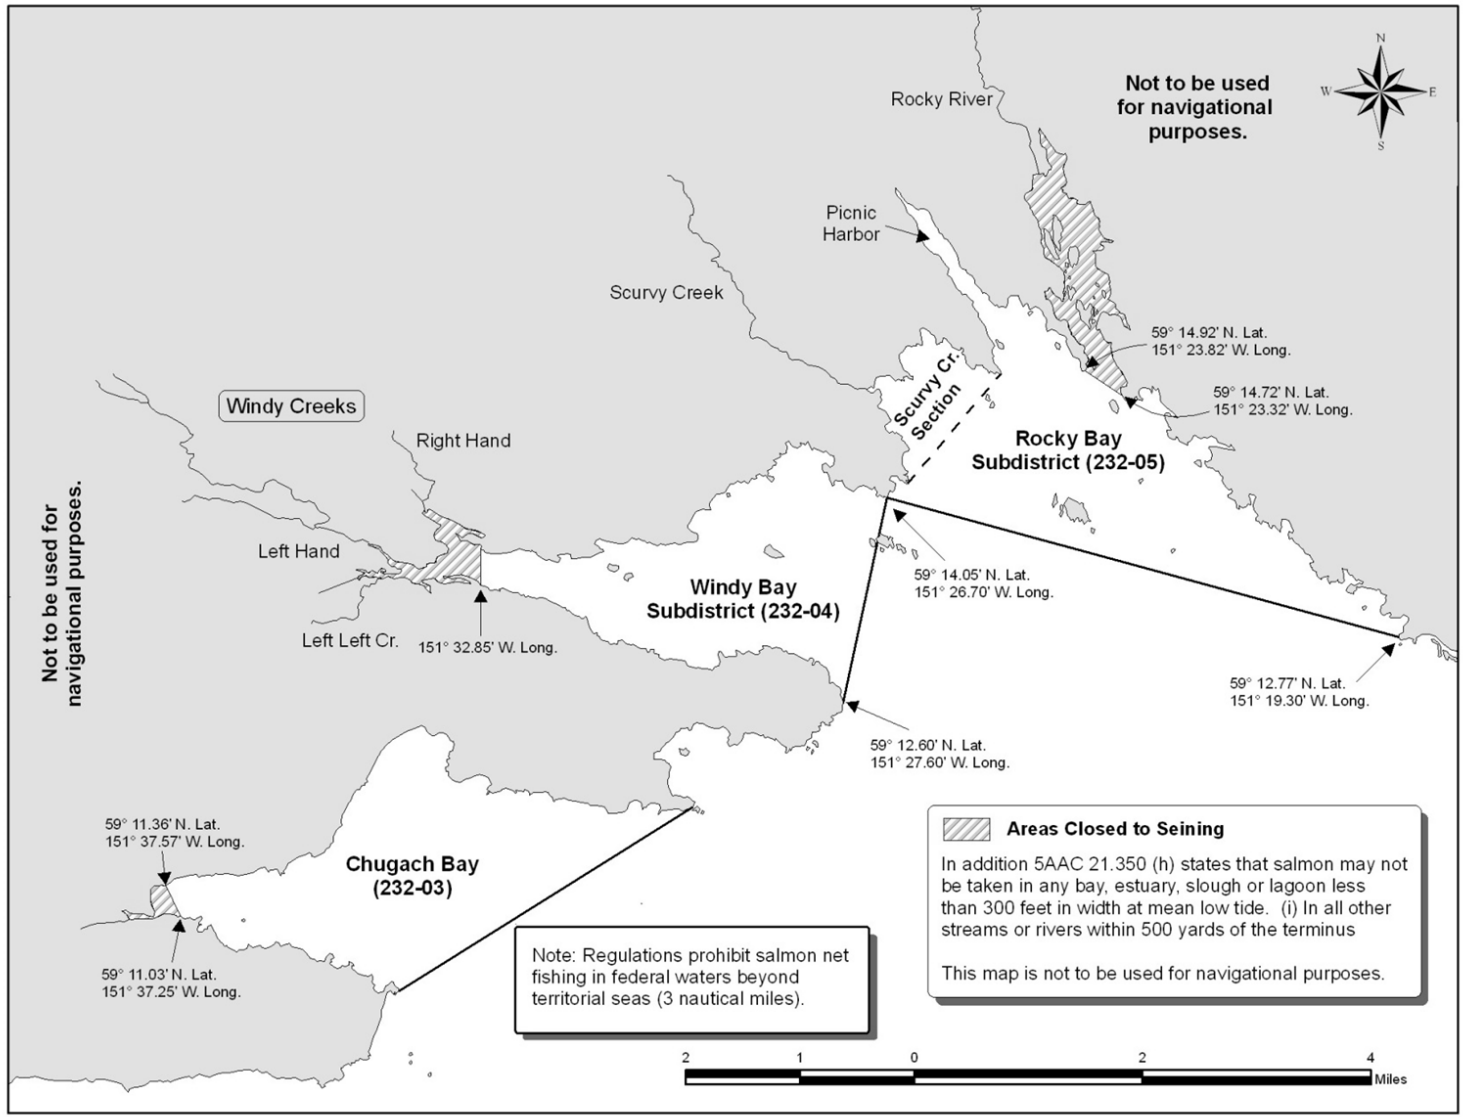 Rocky River
Not to be used
for navigational
purposes.
N
W
E
S
Picnic
Harbor
Scurvy Creek
59° 14.92' N. Lat.
151° 23.82' W. Long.
59° 14.72' N. Lat.
151° 23.32' W. Long.
Scurvy Cr.
Section
Windy Creeks
Right Hand
Rocky Bay
Subdistrict (232-05)
Not to be used for
navigational purposes.
Left Hand
Left Left Cr.
151° 32.85' W. Long.
Windy Bay
Subdistrict (232-04)
59° 14.05' N. Lat.
151° 26.70' W. Long.
59° 12.77' N. Lat.
151° 19.30' W. Long.
59° 12.60' N. Lat.
151° 27.60' W. Long.
59° 11.36' N. Lat.
151° 37.57' W. Long.
Chugach Bay
(232-03)
59° 11.03' N. Lat.
151° 37.25' W. Long.
Areas Closed to Seining
In addition 5AAC 21.350 (h) states that salmon may not
be taken in any bay, estuary, slough or lagoon less
than 300 feet in width at mean low tide. (i) In all other
streams or rivers within 500 yards of the terminus
This map is not to be used for navigational purposes.
Note: Regulations prohibit salmon net
fishing in federal waters beyond
territorial seas (3 nautical miles).
2 1 0 2 4
Miles